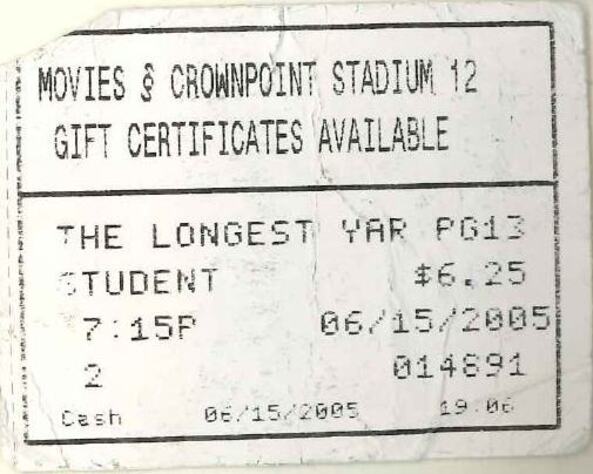 MOVIES @ CROWNPOINT STADIUM 12
GIFT CERTIFICATES AVAILABLE
THE LONGEST YAR PG13
STUDENT $6.25
7:15P 06/15/2005
2 014891
Cash 06/15/2005 19:06